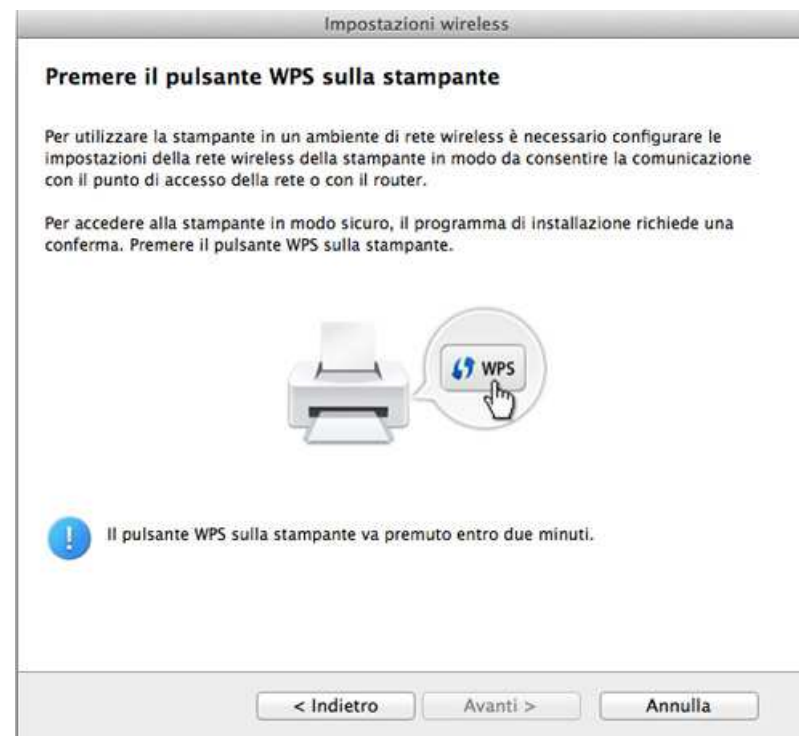 Impostazioni wireless
Premere il pulsante WPS sulla stampante
Per utilizzare la stampante in un ambiente di rete wireless è necessario configurare le
impostazioni della rete wireless della stampante in modo da consentire la comunicazione
con il punto di accesso della rete o con il router.
Per accedere alla stampante in modo sicuro, il programma di installazione richiede una
conferma. Premere il pulsante WPS sulla stampante.
WPS
Il pulsante WPS sulla stampante va premuto entro due minuti.
< Indietro Avanti > Annulla